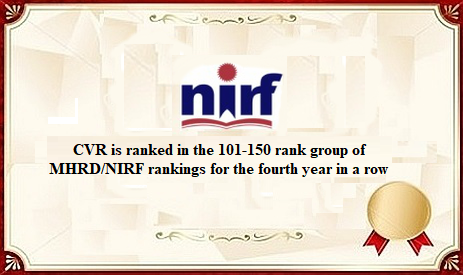 nirf
CVR is ranked in the 101-150 rank group of
MHRD/NIRF rankings for the fourth year in a row